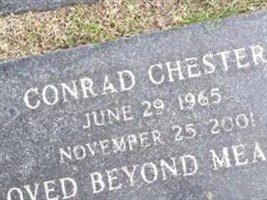 CONRAD CHESTER
JUNE 29, 1965
NOVEMBER 25, 2001
OVED BEYOND MEA